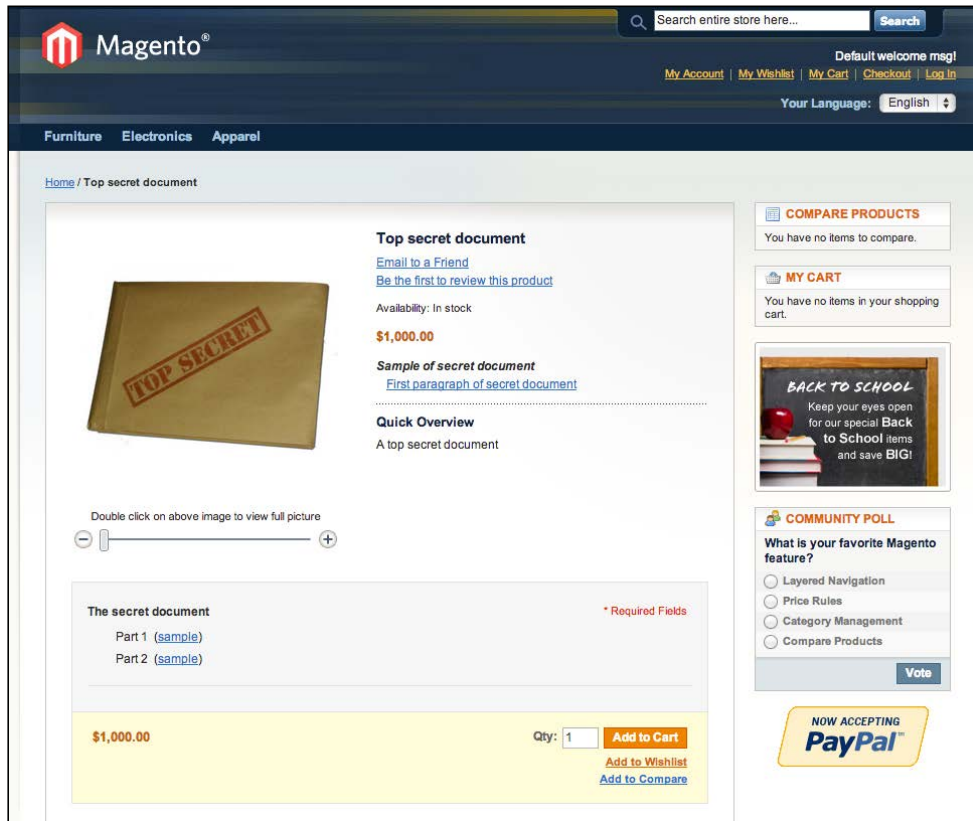 Search entire store here...
Search
Magento®
Default welcome msg!
My Account | My Wishlist | My Cart | Checkout | Log In
Your Language: English
Furniture Electronics Apparel
Home / Top secret document
TOP SECRET
Double click on above image to view full picture
Top secret document
Email to a Friend
Be the first to review this product
Availability: In stock
$1,000.00
Sample of secret document
First paragraph of secret document
Quick Overview
A top secret document
The secret document
* Required Fields
Part 1 (sample)
Part 2 (sample)
$1,000.00
Qty: 1 Add to Cart
Add to Wishlist
Add to Compare
COMPARE PRODUCTS
You have no items to compare.
MY CART
You have no items in your shopping
cart.
BACK TO SCHOOL
Keep your eyes open
for our special Back
to School items
and save BIG!
COMMUNITY POLL
What is your favorite Magento
feature?
Layered Navigation
Price Rules
Category Management
Compare Products
Vote
NOW ACCEPTING
PayPal™